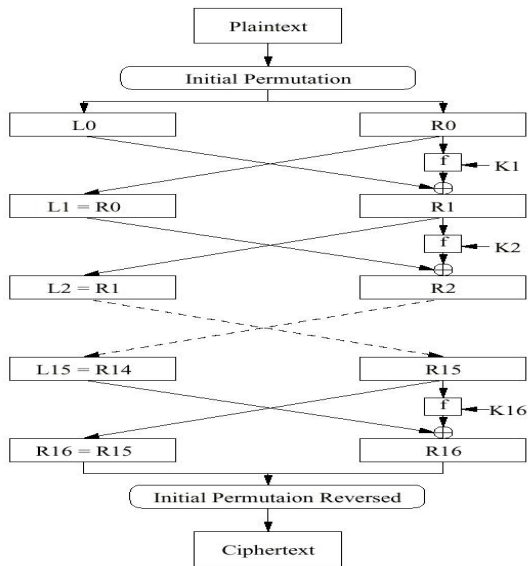 Plaintext
Initial Permutation
L0 R0
f
K1
L1 = R0 R1
f
K2
L2 = R1 R2
L15 = R14 R15
f
K16
R16 = R15 R16
Initial Permutaion Reversed
Ciphertext